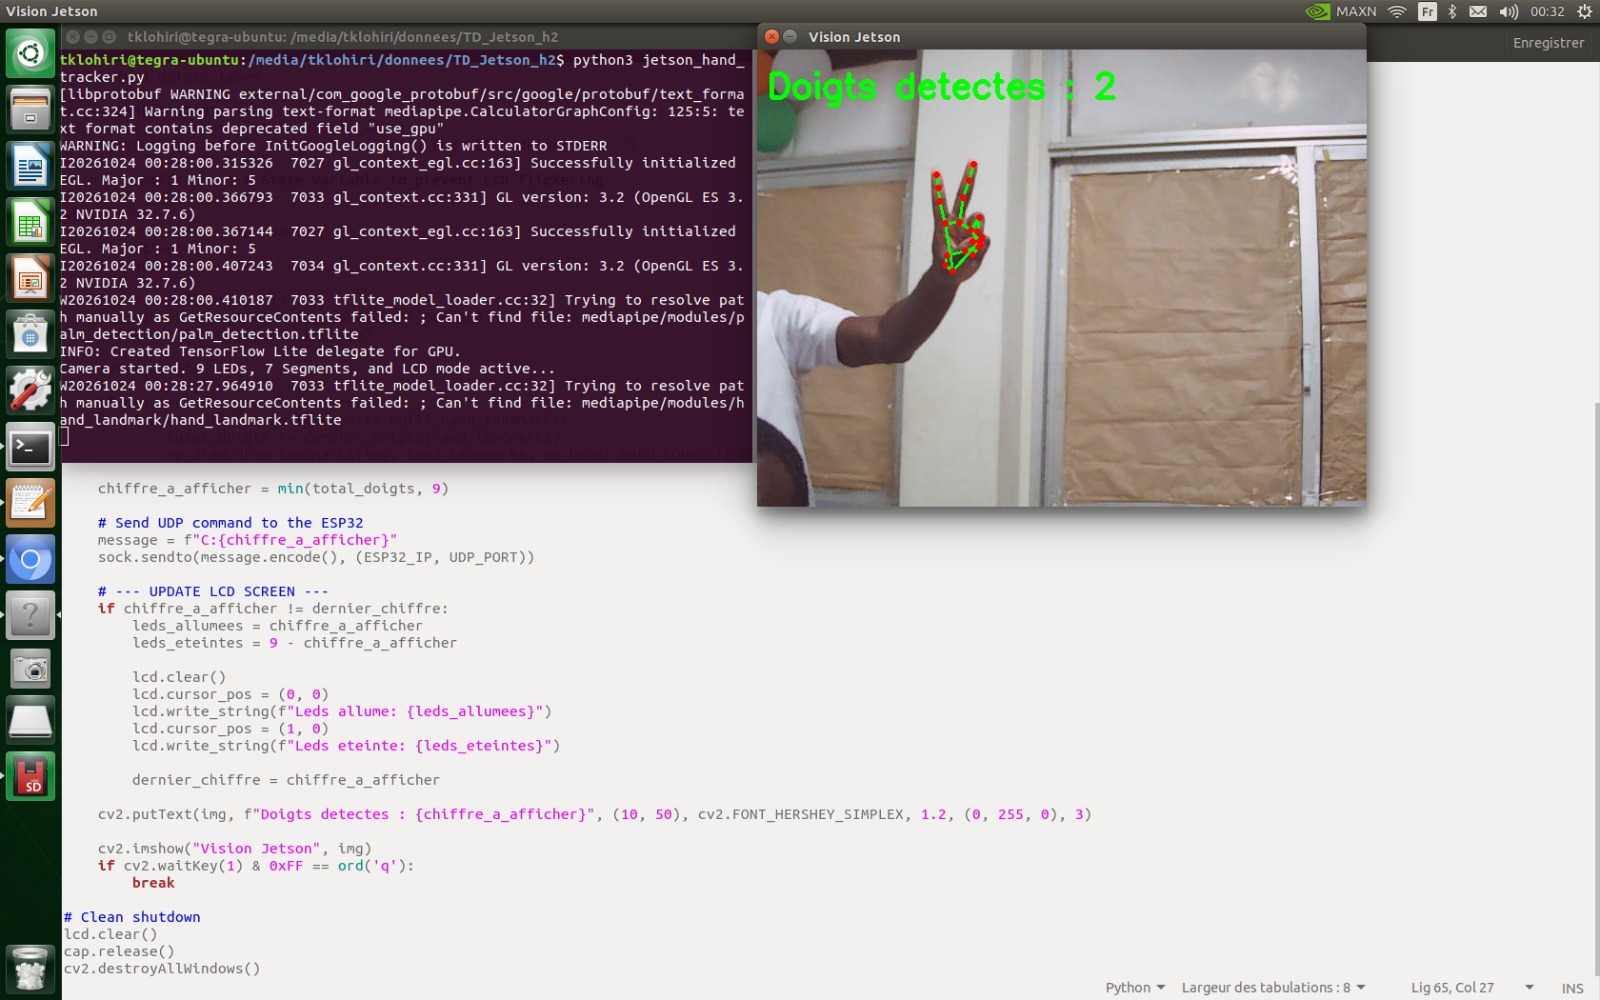 Vision Jetson
MAXN
Fr
00:32
tklohiri@tegra-ubuntu: /media/tklohiri/donnees/TD_Jetson_h2
tklohiri@tegra-ubuntu:/media/tklohiri/donnees/TD_Jetson_h2$ python3 jetson_hand_
tracker.py
[libprotobuf WARNING external/com_google_protobuf/src/google/protobuf/text_forma
t.cc:324] Warning parsing text-format mediapipe.CalculatorGraphConfig: 125:5: te
xt format contains deprecated field "use_gpu"
WARNING: Logging before InitGoogleLogging() is written to STDERR
I20261024 00:28:00.315326  7027 gl_context_egl.cc:163] Successfully initialized
EGL. Major : 1 Minor: 5
I20261024 00:28:00.366793  7033 gl_context.cc:331] GL version: 3.2 (OpenGL ES 3.
2 NVIDIA 32.7.6)
I20261024 00:28:00.367144  7027 gl_context_egl.cc:163] Successfully initialized
EGL. Major : 1 Minor: 5
I20261024 00:28:00.407243  7034 gl_context.cc:331] GL version: 3.2 (OpenGL ES 3.
2 NVIDIA 32.7.6)
W20261024 00:28:00.410187  7033 tflite_model_loader.cc:32] Trying to resolve pat
h manually as GetResourceContents failed: ; Can't find file: mediapipe/modules/p
alm_detection/palm_detection.tflite
INFO: Created TensorFlow Lite delegate for GPU.
Camera started. 9 LEDs, 7 Segments, and LCD mode active...
W20261024 00:28:27.964910  7033 tflite_model_loader.cc:32] Trying to resolve pat
h manually as GetResourceContents failed: ; Can't find file: mediapipe/modules/h
and_landmark/hand_landmark.tflite
Vision Jetson
Doigts detectes : 2
Enregistrer
chiffre_a_afficher = min(total_doigts, 9)
# Send UDP command to the ESP32
message = f"C:{chiffre_a_afficher}"
sock.sendto(message.encode(), (ESP32_IP, UDP_PORT))
# --- UPDATE LCD SCREEN ---
if chiffre_a_afficher != dernier_chiffre:
leds_allumees = chiffre_a_afficher
leds_eteintes = 9 - chiffre_a_afficher
lcd.clear()
lcd.cursor_pos = (0, 0)
lcd.write_string(f"Leds allume: {leds_allumees}")
lcd.cursor_pos = (1, 0)
lcd.write_string(f"Leds eteinte: {leds_eteintes}")
dernier_chiffre = chiffre_a_afficher
cv2.putText(img, f"Doigts detectes : {chiffre_a_afficher}", (10, 50), cv2.FONT_HERSHEY_SIMPLEX, 1.2, (0, 255, 0), 3)
cv2.imshow("Vision Jetson", img)
if cv2.waitKey(1) & 0xFF == ord('q'):
break
# Clean shutdown
lcd.clear()
cap.release()
cv2.destroyAllWindows()
SD
Python
Largeur des tabulations : 8
Lig 65, Col 27
INS